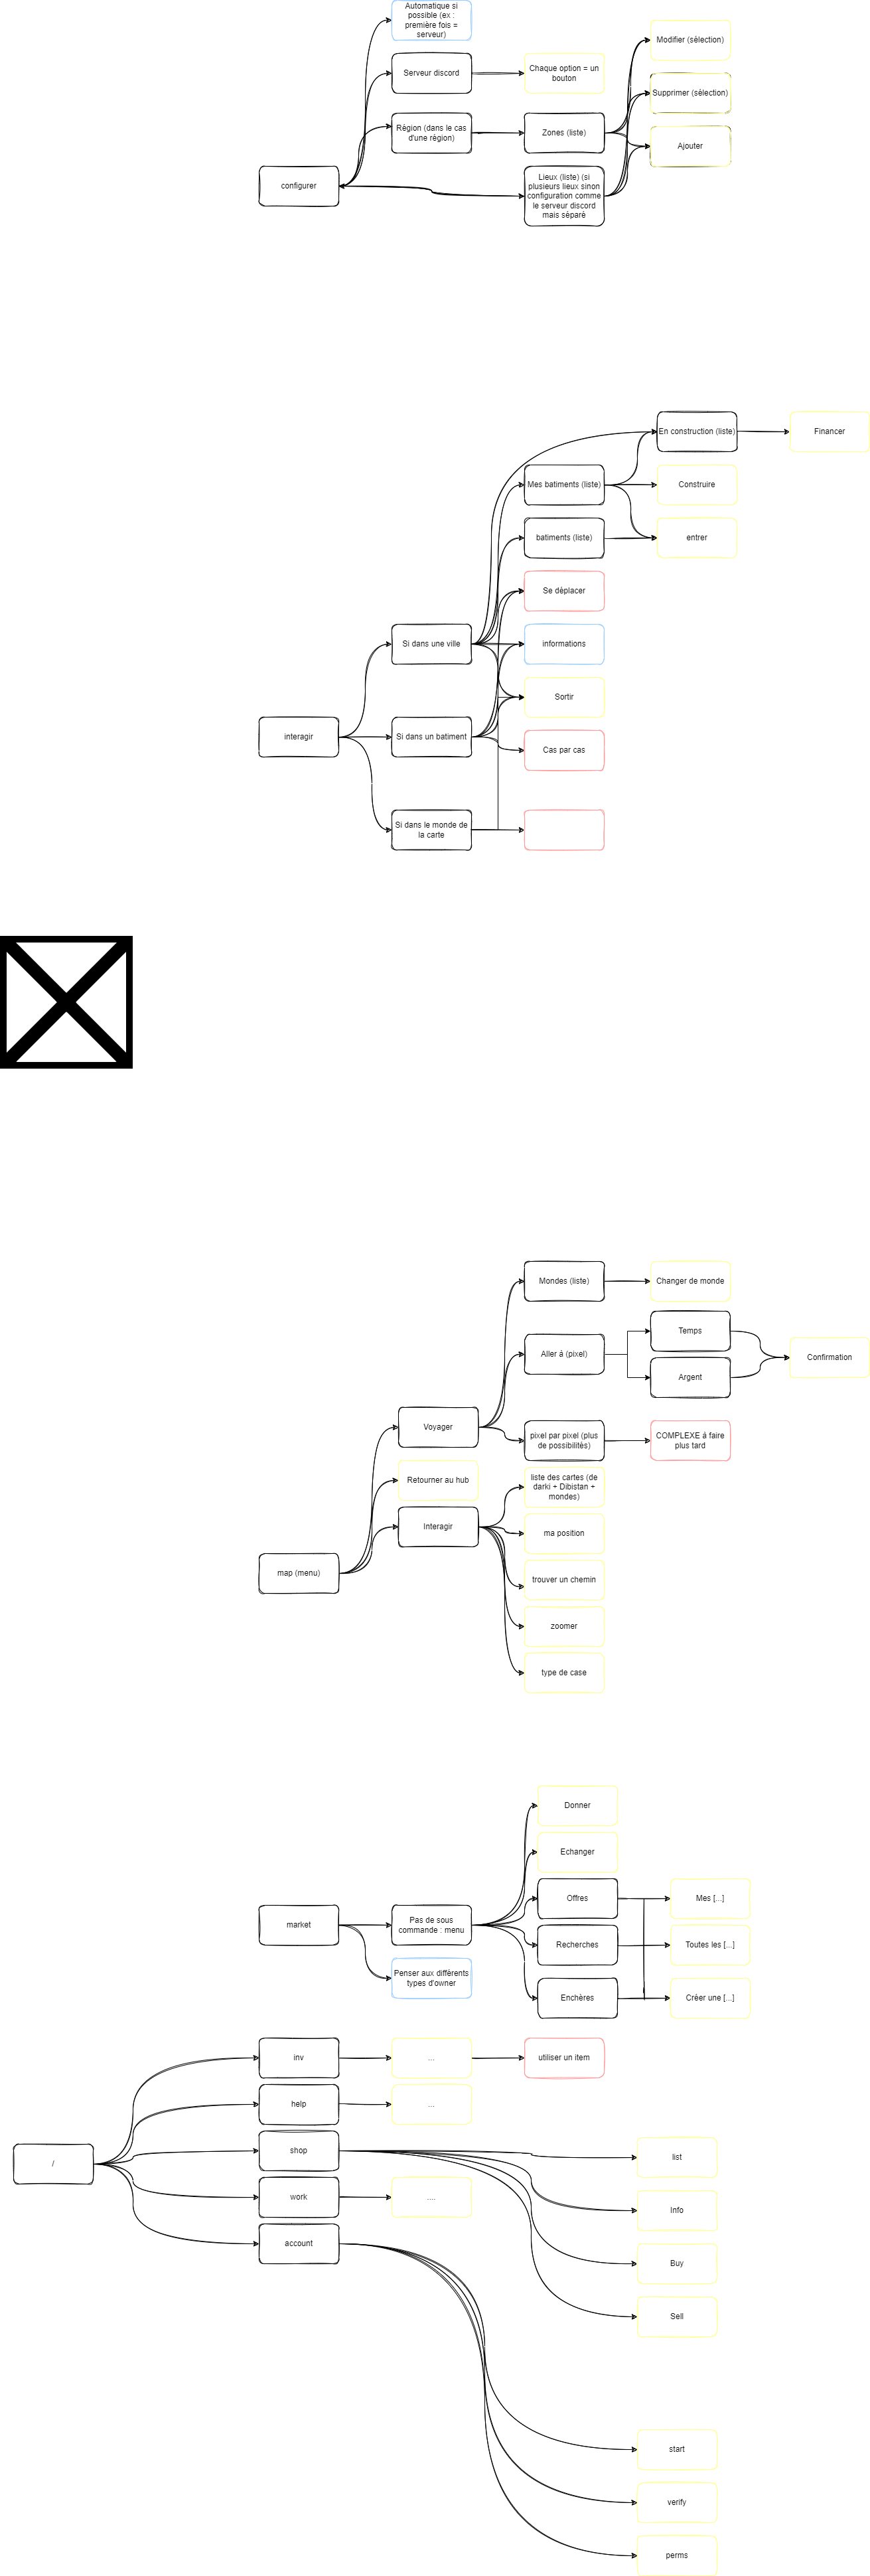 Automatique si
possible (ex :
première fois =
serveur)
Serveur discord
Chaque option = un
bouton
Modifier (sélection)
Supprimer (sélection)
Région (dans le cas
d'une région)
Zones (liste)
Ajouter
configurer
Lieux (liste) (si
plusieurs lieux sinon
configuration comme
le serveur discord
mais séparé
En construction (liste)
Financer
Mes batiments (liste)
Construire
batiments (liste)
entrer
Se déplacer
Si dans une ville
informations
Sortir
interagir
Si dans un batiment
Cas par cas
Si dans le monde de
la carte
Mondes (liste)
Changer de monde
Temps
Aller á (pixel)
Confirmation
Argent
Voyager
pixel par pixel (plus
de possibilités)
COMPLEXE á faire
plus tard
Retourner au hub
liste des cartes (de
darki + Dibistan +
mondes)
Interagir
ma position
map (menu)
trouver un chemin
zoomer
type de case
Donner
Echanger
Offres
Mes [...]
market
Pas de sous
commande : menu
Recherches
Toutes les [...]
Penser aux différents
types d'owner
Enchères
Créer une [...]
inv
...
utiliser un item
help
...
/
shop
list
work
....
Info
account
Buy
Sell
start
verify
perms